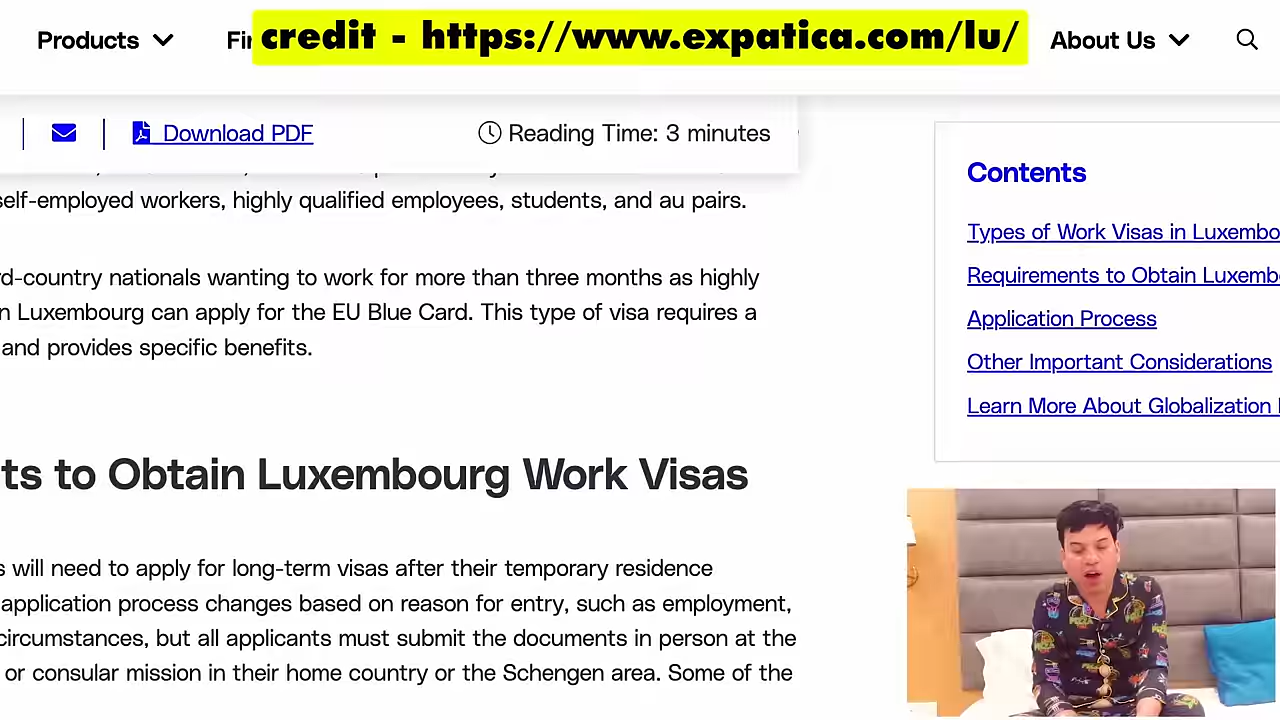 Products
credit - https://www.expatica.com/lu/
About Us
Download PDF
Reading Time: 3 minutes
self-employed workers, highly qualified employees, students, and au pairs.
nationals wanting to work for more than three months as highly
Luxembourg can apply for the EU Blue Card. This type of visa requires a
and provides specific benefits.
to Obtain Luxembourg Work Visas
will need to apply for long-term visas after their temporary residence
application process changes based on reason for entry, such as employment,
circumstances, but all applicants must submit the documents in person at the
or consular mission in their home country or the Schengen area. Some of the
Contents
Types of Work Visas in Luxembo
Requirements to Obtain Luxemb
Application Process
Other Important Considerations
Learn More About Globalization